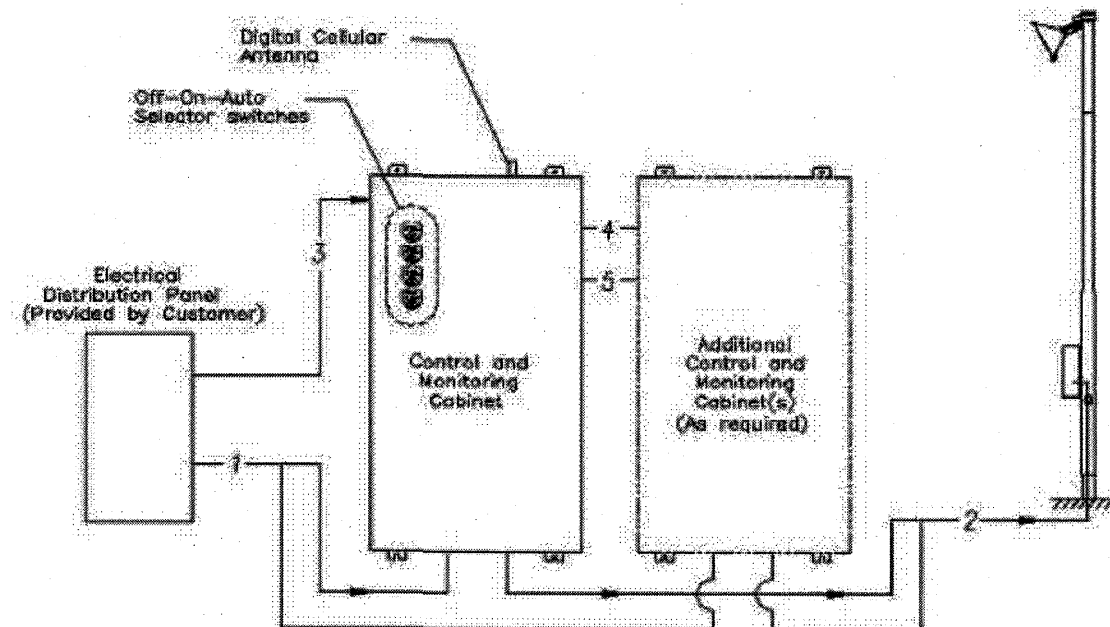 Digital Cellular
Antenna
Off-On-Auto
Selector switches
3
4
5
Electrical
Distribution Panel
(Provided by Customer)
Control and
Monitoring
Cabinet
Additional
Control and
Monitoring
Cabinet(s)
(As required)
1
2